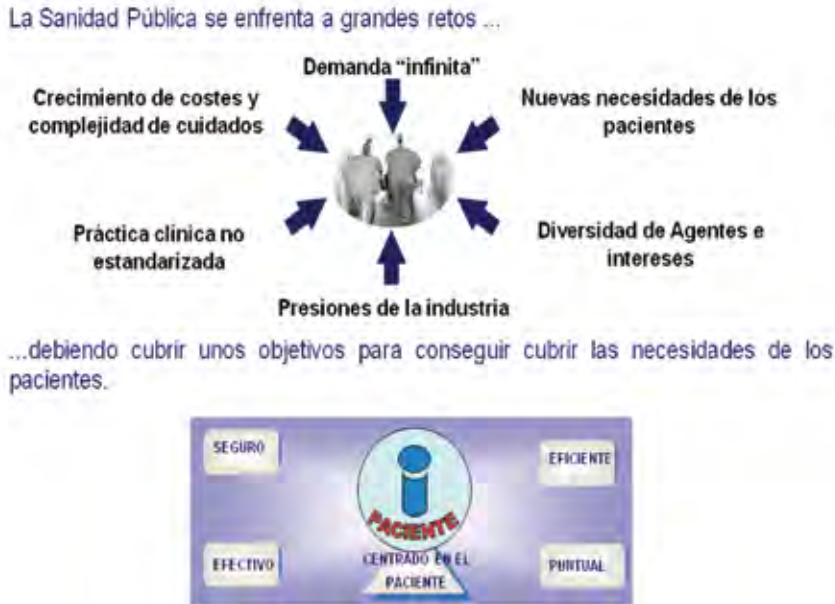 La Sanidad Pública se enfrenta a grandes retos ...
Demanda “infinita”
Crecimiento de costes y
complejidad de cuidados
Nuevas necesidades de los
pacientes
Práctica clínica no
estandarizada
Diversidad de Agentes e
intereses
Presiones de la industria
...debiendo cubrir unos objetivos para conseguir cubrir las necesidades de los
pacientes.
SEGURO
EFICIENTE
PACIENTE
EFECTIVO
CENTRADO EN EL
PACIENTE
PUNTUAL